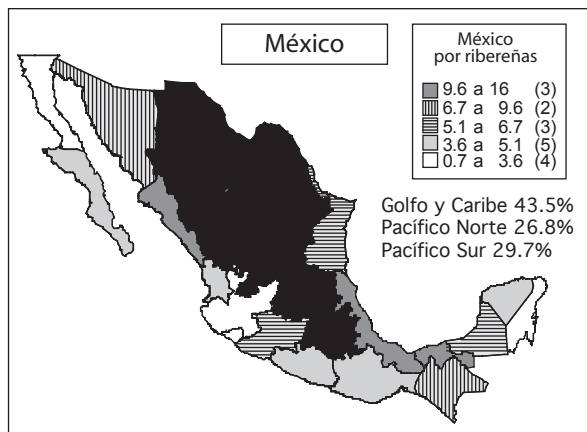 México
México
por ribereñas
9.6 a 16 (3)
6.7 a 9.6 (2)
5.1 a 6.7 (3)
3.6 a 5.1 (5)
0.7 a 3.6 (4)
Golfo y Caribe 43.5%
Pacífico Norte 26.8%
Pacífico Sur 29.7%